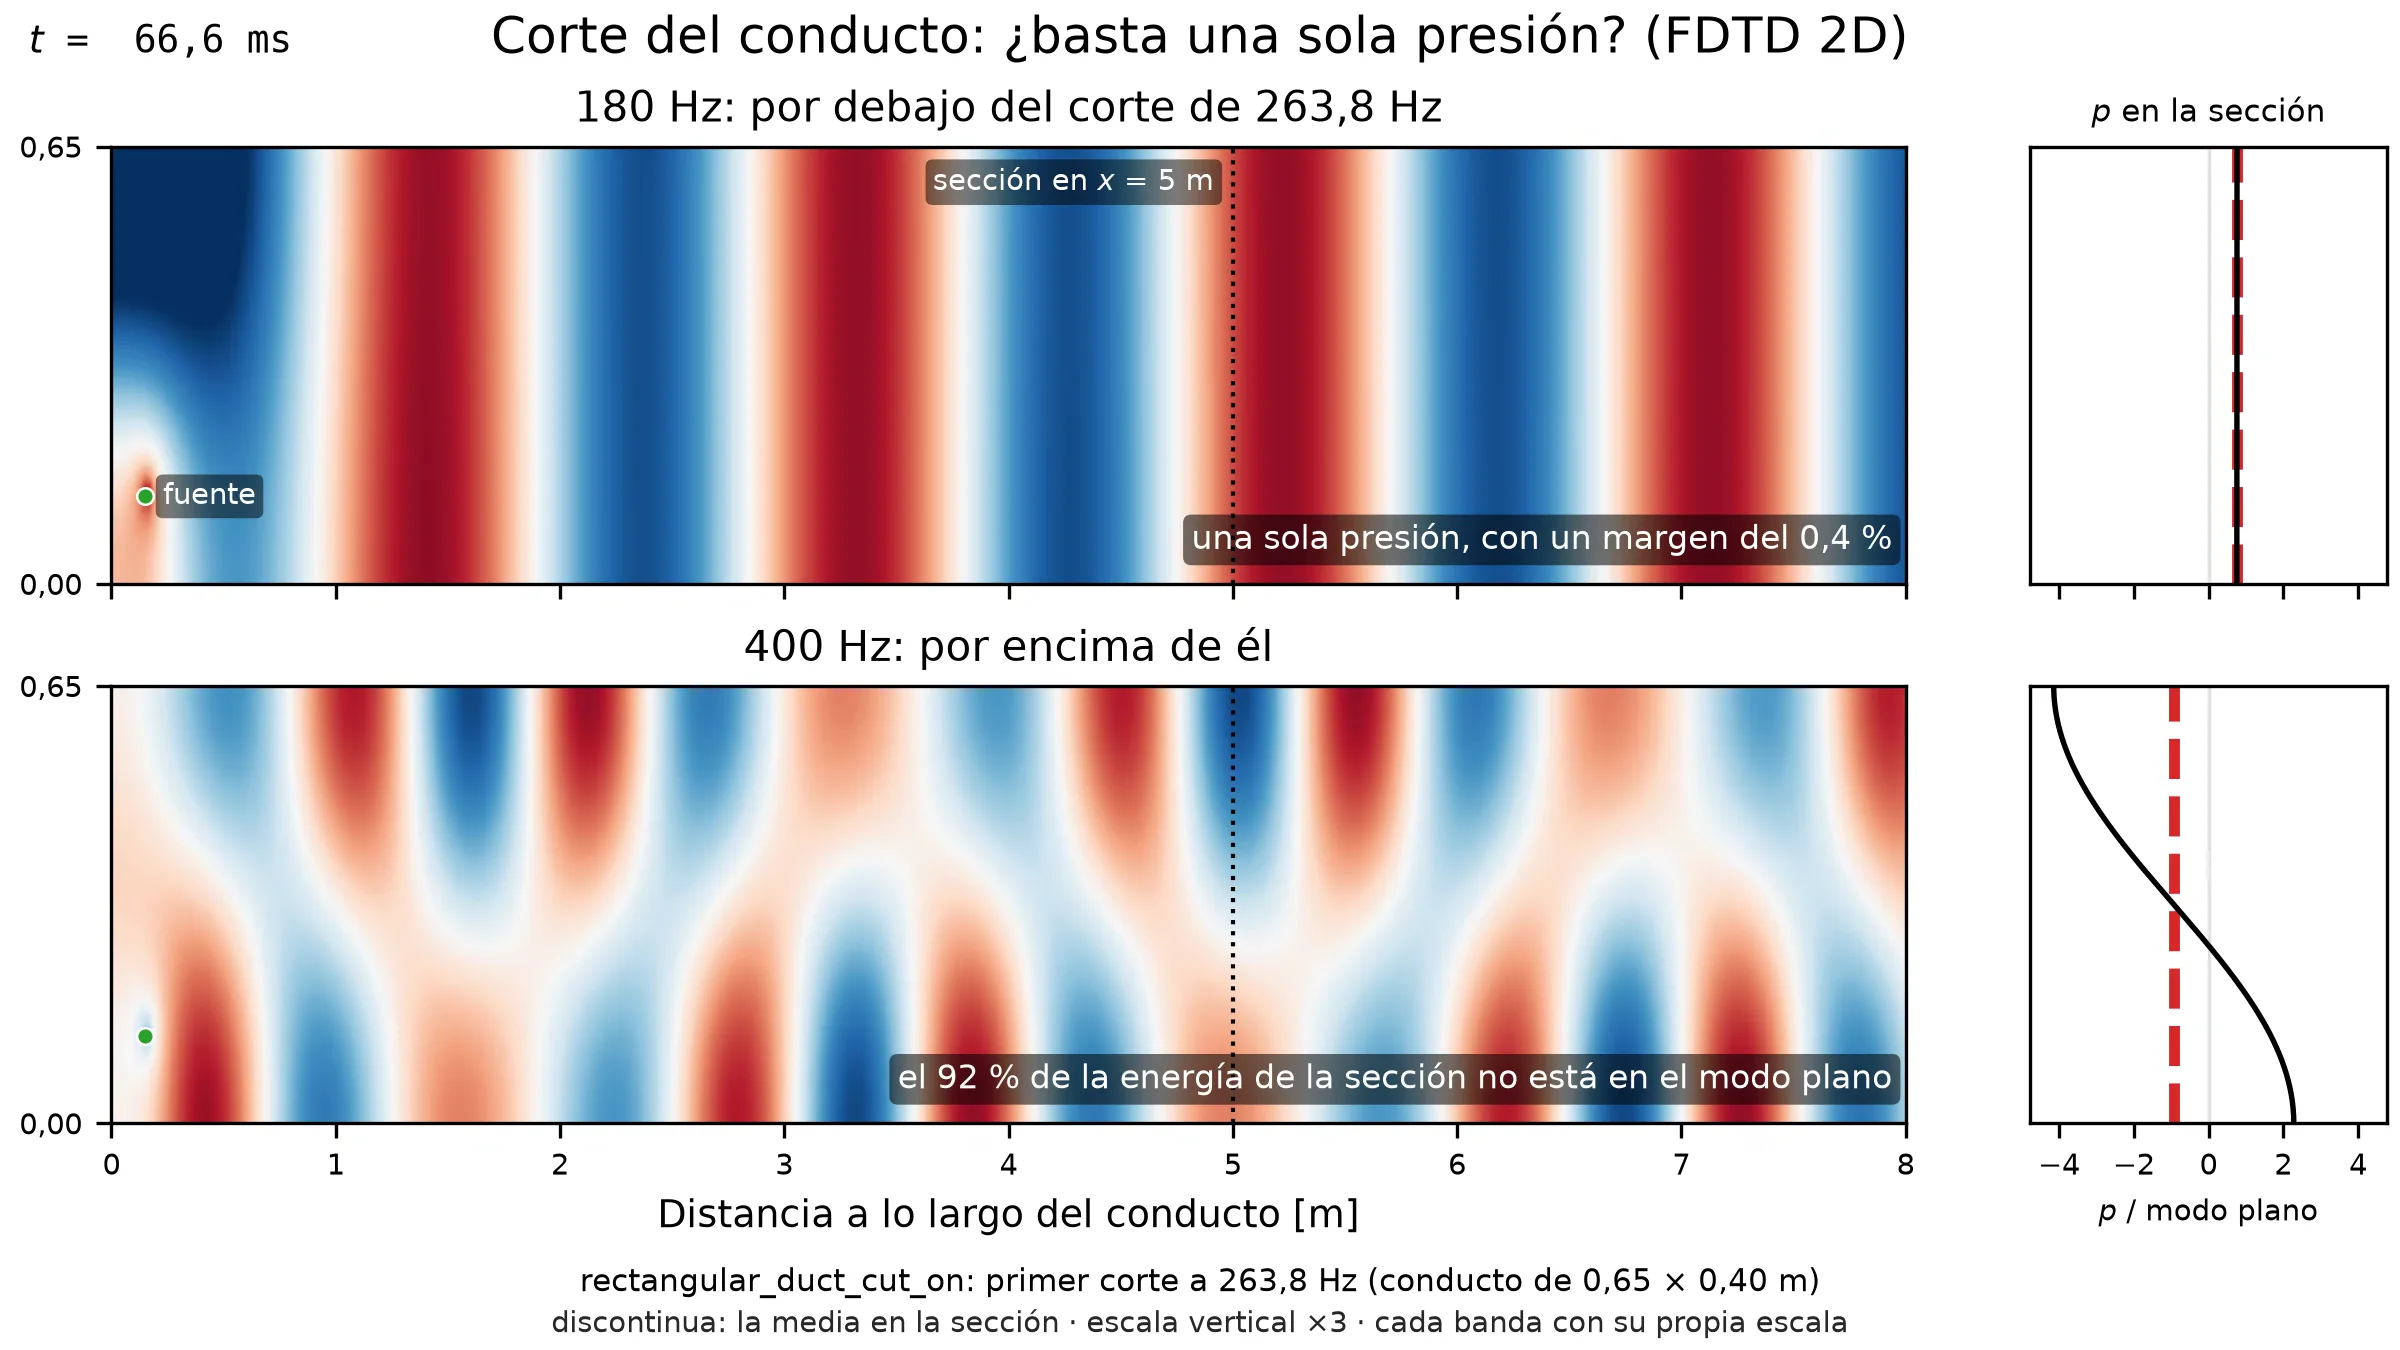 t =  66,6 ms
Corte del conducto: ¿basta una sola presión? (FDTD 2D)
180 Hz: por debajo del corte de 263,8 Hz
p en la sección
0,65
sección en x = 5 m
fuente
una sola presión, con un margen del 0,4 %
0,00
400 Hz: por encima de él
0,65
el 92 % de la energía de la sección no está en el modo plano
0,00
0 1 2 3 4 5 6 7 8
−4 −2 0 2 4
Distancia a lo largo del conducto [m]
p / modo plano
rectangular_duct_cut_on: primer corte a 263,8 Hz (conducto de 0,65 × 0,40 m)
discontinua: la media en la sección · escala vertical ×3 · cada banda con su propia escala